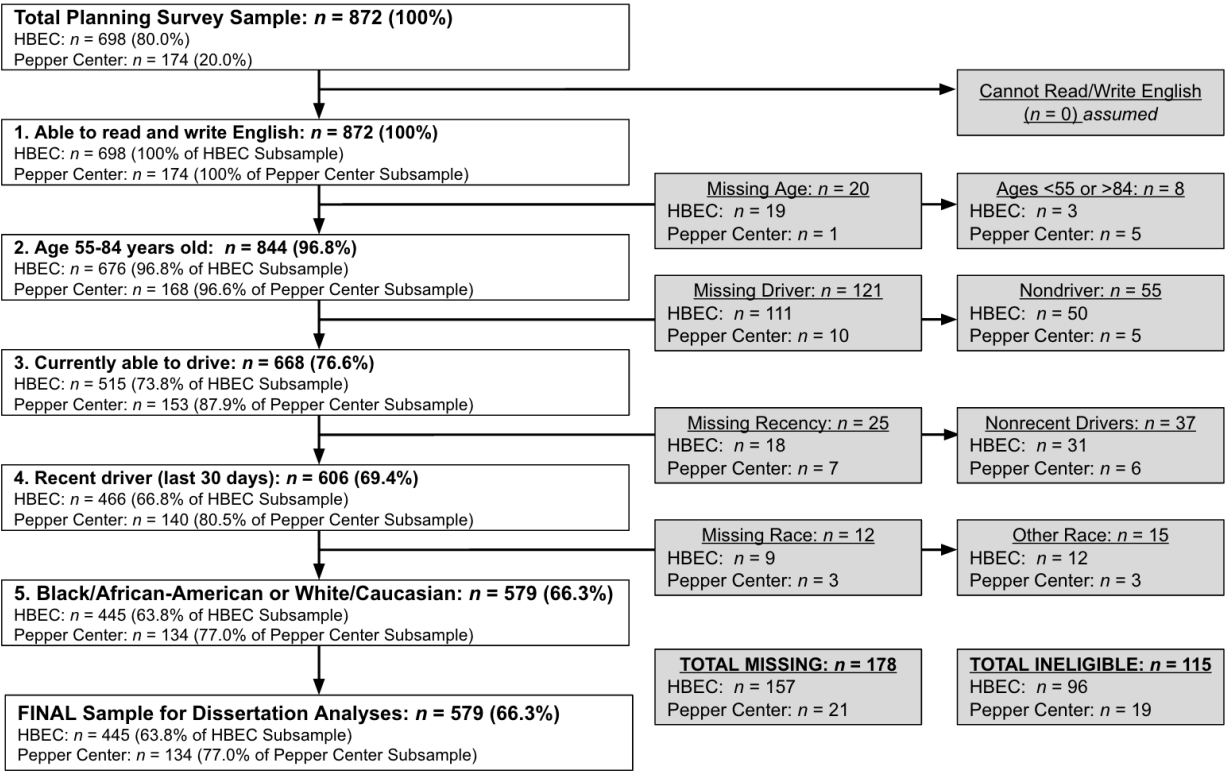 Total Planning Survey Sample: n = 872 (100%)
HBEC: n = 698 (80.0%)
Pepper Center: n = 174 (20.0%)
Cannot Read/Write English
(n = 0) assumed
1. Able to read and write English: n = 872 (100%)
HBEC: n = 698 (100% of HBEC Subsample)
Pepper Center: n = 174 (100% of Pepper Center Subsample)
Missing Age: n = 20
HBEC: n = 19
Pepper Center: n = 1
Ages <55 or >84: n = 8
HBEC: n = 3
Pepper Center: n = 5
2. Age 55-84 years old: n = 844 (96.8%)
HBEC: n = 676 (96.8% of HBEC Subsample)
Pepper Center: n = 168 (96.6% of Pepper Center Subsample)
Missing Driver: n = 121
HBEC: n = 111
Pepper Center: n = 10
Nondriver: n = 55
HBEC: n = 50
Pepper Center: n = 5
3. Currently able to drive: n = 668 (76.6%)
HBEC: n = 515 (73.8% of HBEC Subsample)
Pepper Center: n = 153 (87.9% of Pepper Center Subsample)
Missing Recency: n = 25
HBEC: n = 18
Pepper Center: n = 7
Nonrecent Drivers: n = 37
HBEC: n = 31
Pepper Center: n = 6
4. Recent driver (last 30 days): n = 606 (69.4%)
HBEC: n = 466 (66.8% of HBEC Subsample)
Pepper Center: n = 140 (80.5% of Pepper Center Subsample)
Missing Race: n = 12
HBEC: n = 9
Pepper Center: n = 3
Other Race: n = 15
HBEC: n = 12
Pepper Center: n = 3
5. Black/African-American or White/Caucasian: n = 579 (66.3%)
HBEC: n = 445 (63.8% of HBEC Subsample)
Pepper Center: n = 134 (77.0% of Pepper Center Subsample)
TOTAL MISSING: n = 178
HBEC: n = 157
Pepper Center: n = 21
TOTAL INELIGIBLE: n = 115
HBEC: n = 96
Pepper Center: n = 19
FINAL Sample for Dissertation Analyses: n = 579 (66.3%)
HBEC: n = 445 (63.8% of HBEC Subsample)
Pepper Center: n = 134 (77.0% of Pepper Center Subsample)